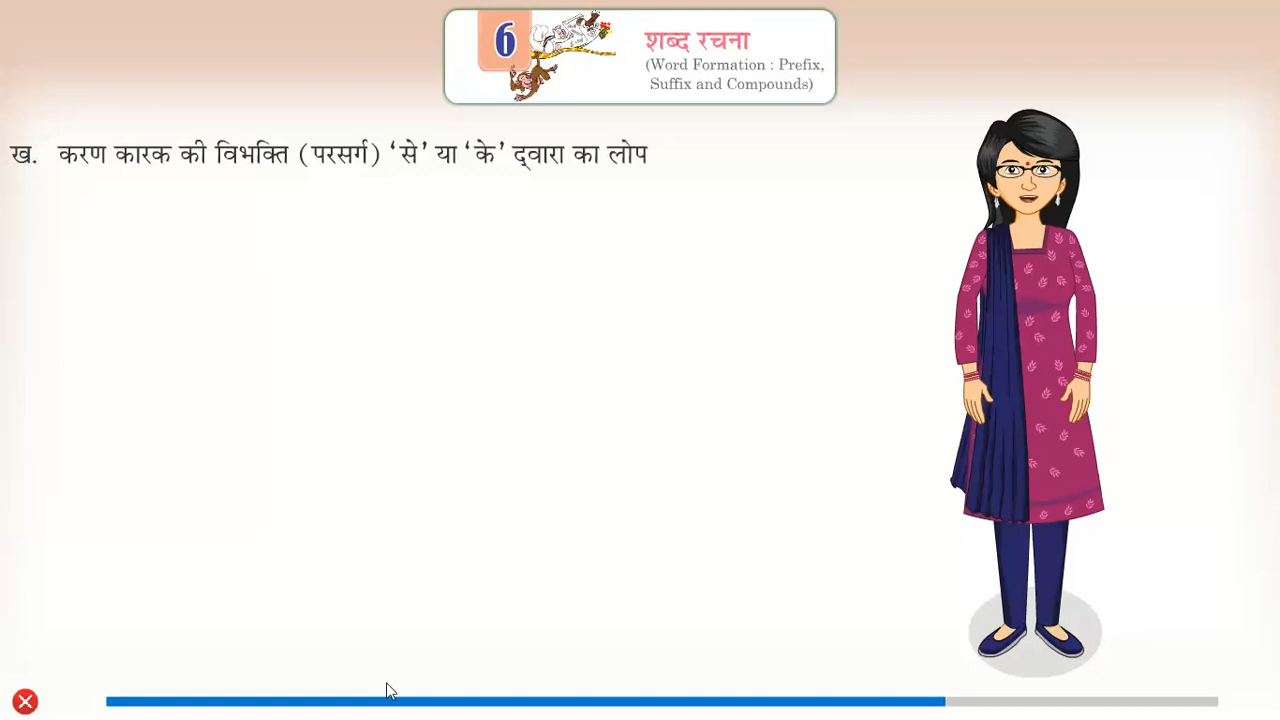 6
शब्द रचना
(Word Formation : Prefix,
Suffix and Compounds)
ख. करण कारक की विभक्ति (परसर्ग) ‘से’ या ‘के’ द्‌वारा का लोप